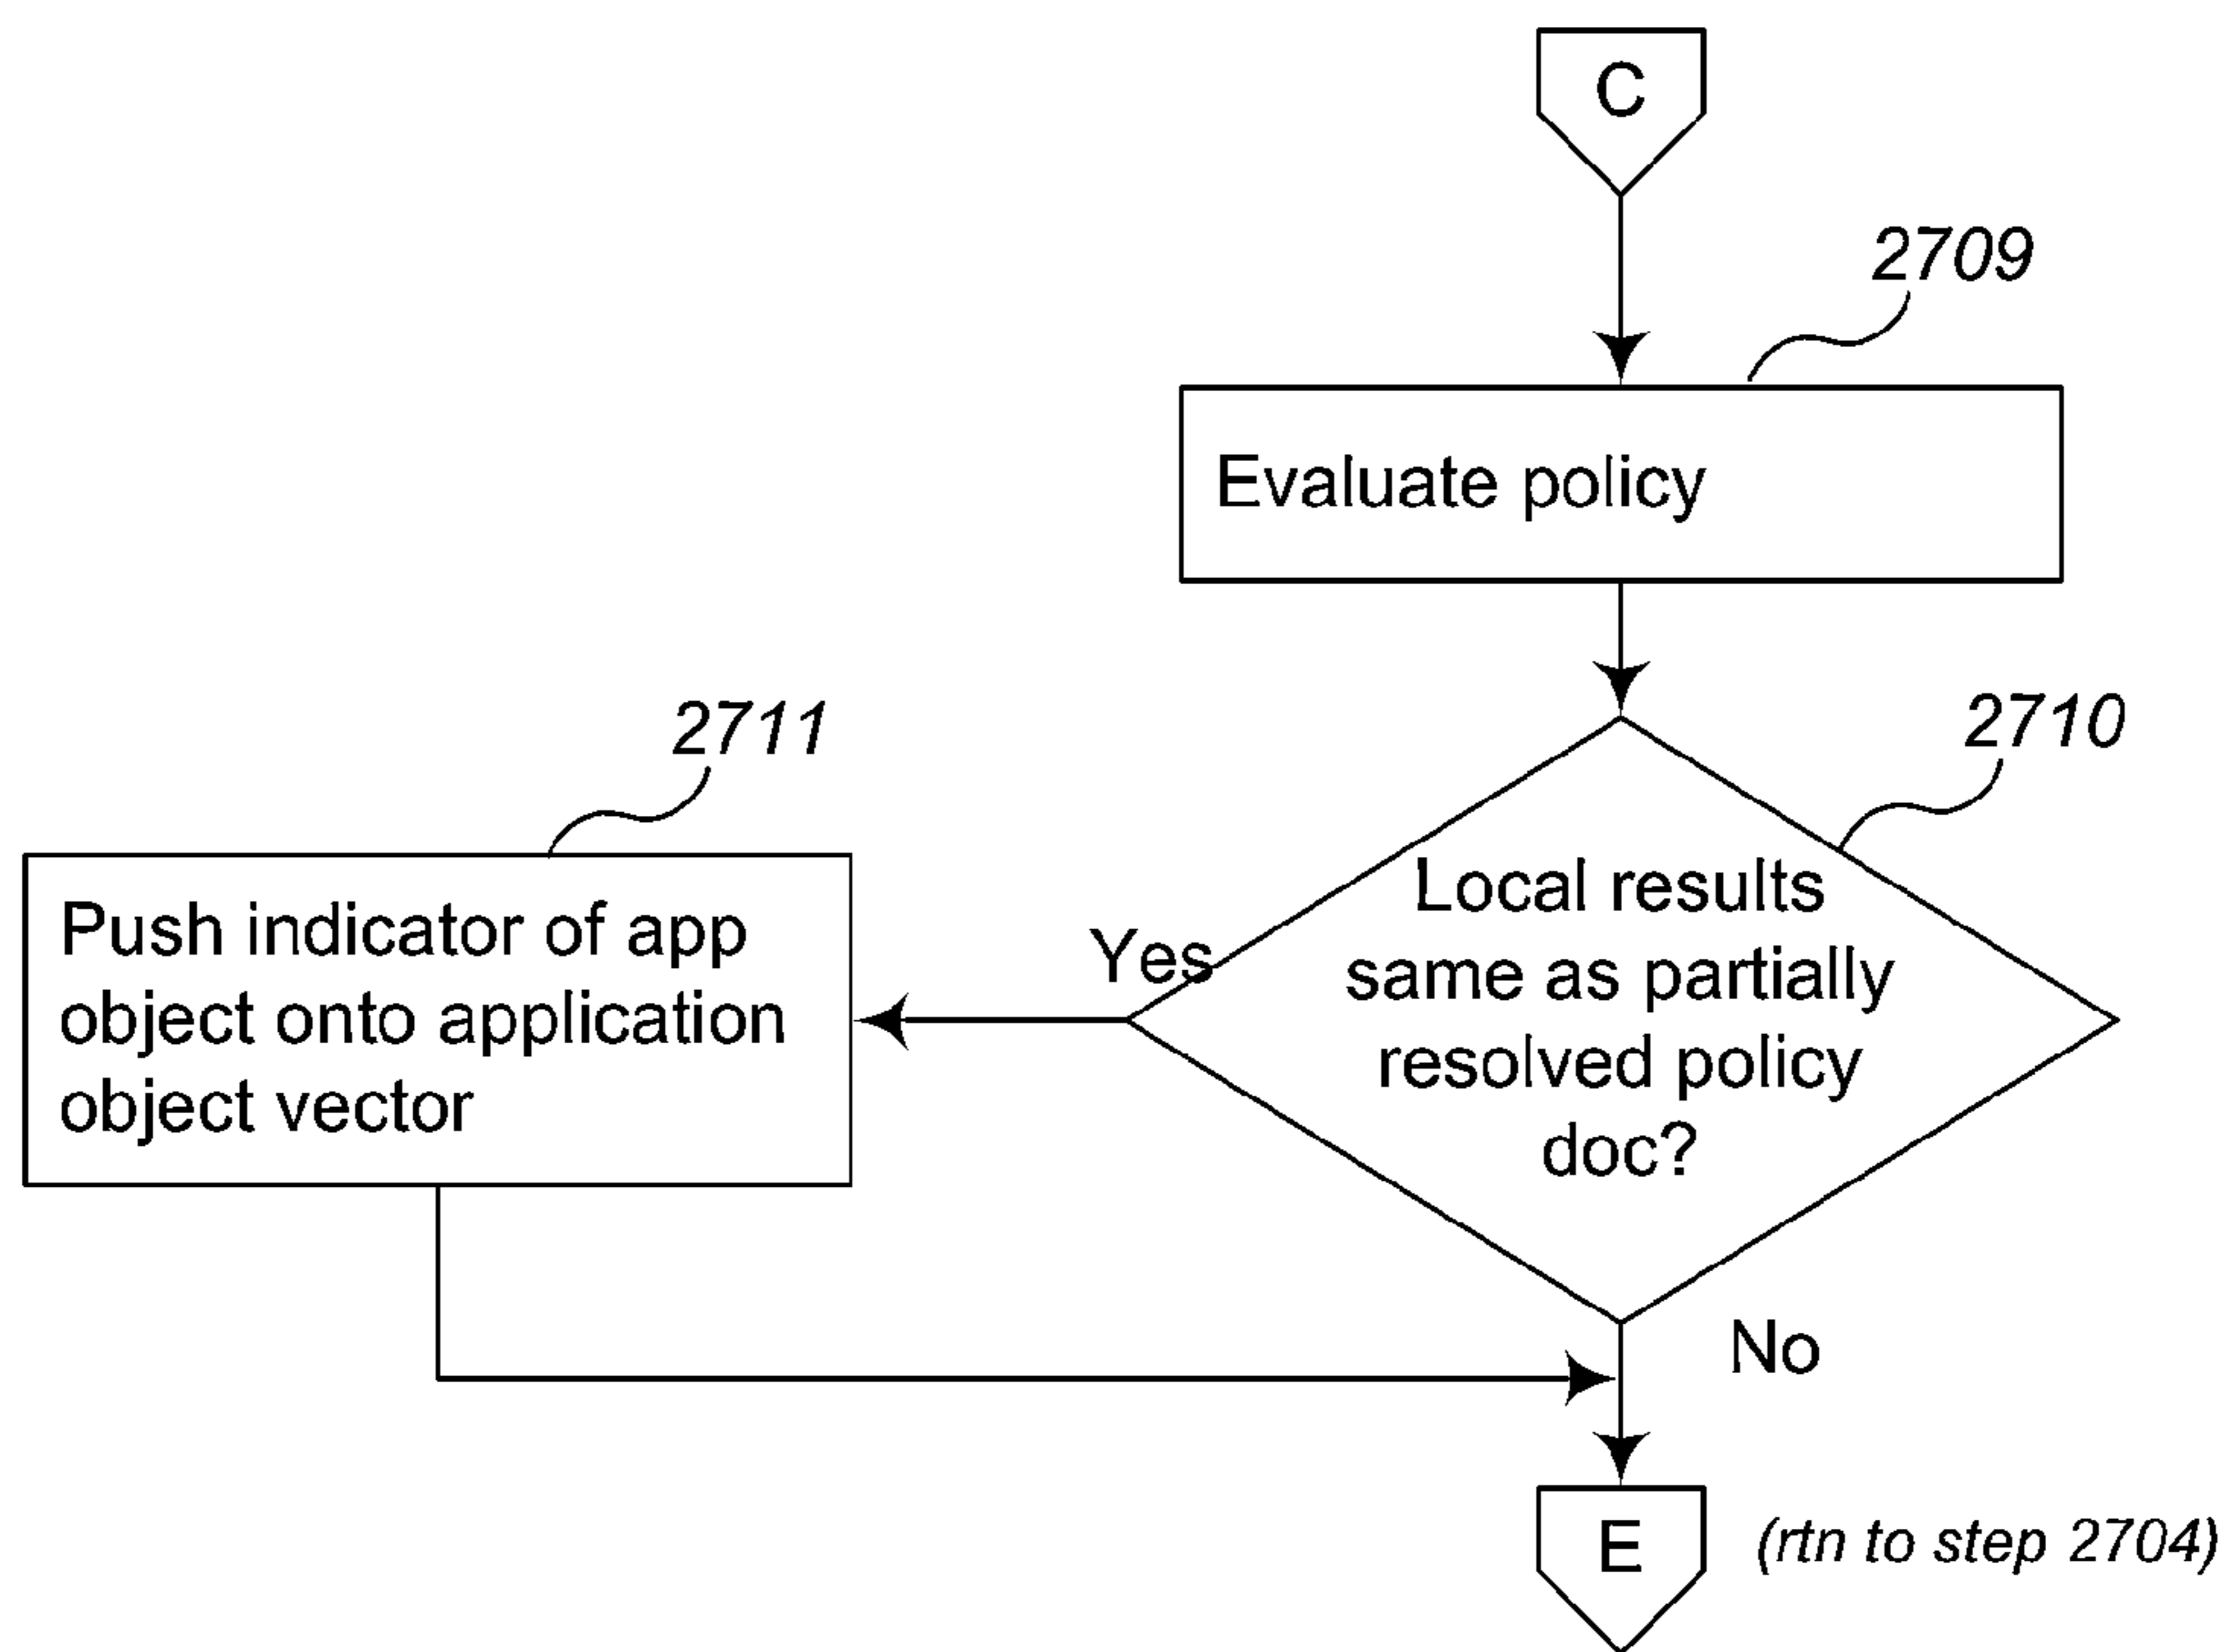 C
2709
Evaluate policy
2711
2710
Push indicator of app
object onto application
object vector
Yes
Local results
same as partially
resolved policy
doc?
No
E
(rtn to step 2704)